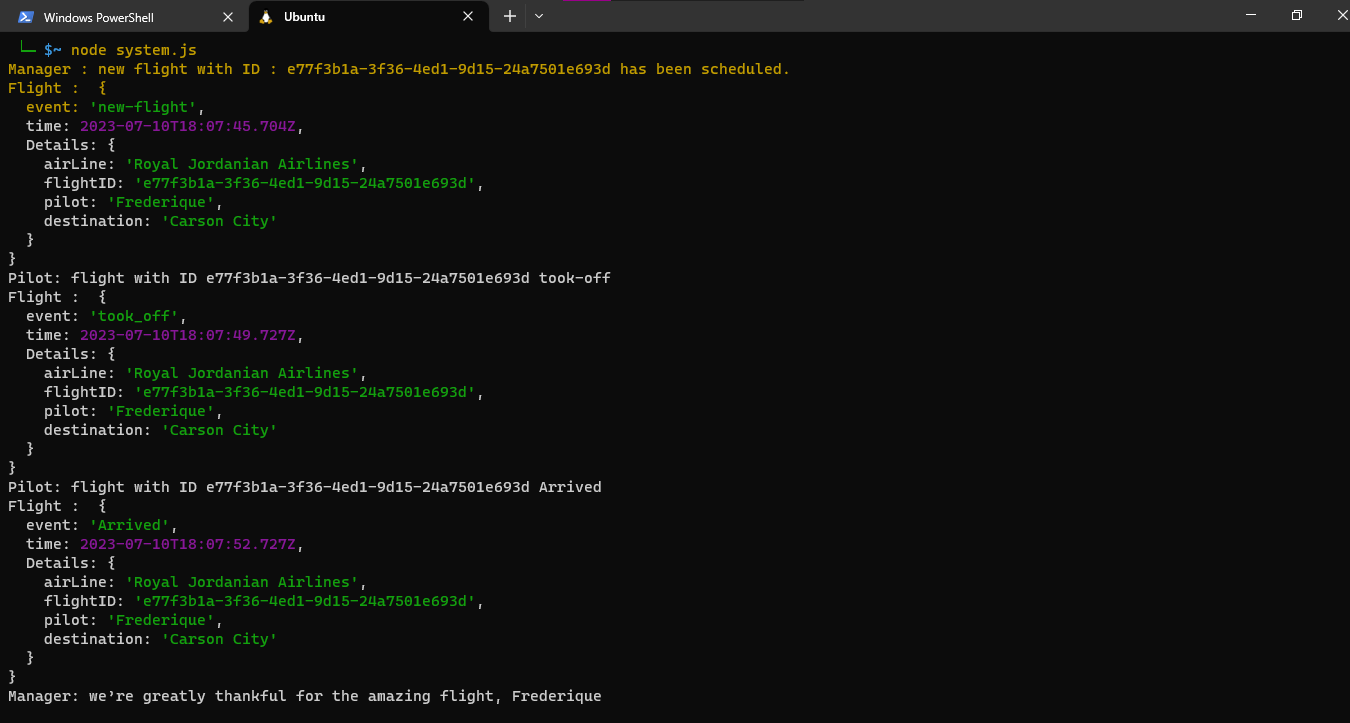 Windows PowerShell
Ubuntu
$~ node system.js
Manager : new flight with ID : e77f3b1a-3f36-4ed1-9d15-24a7501e693d has been scheduled.
Flight :  {
  event: 'new-flight',
  time: 2023-07-10T18:07:45.704Z,
  Details: {
    airLine: 'Royal Jordanian Airlines',
    flightID: 'e77f3b1a-3f36-4ed1-9d15-24a7501e693d',
    pilot: 'Frederique',
    destination: 'Carson City'
  }
}
Pilot: flight with ID e77f3b1a-3f36-4ed1-9d15-24a7501e693d took-off
Flight :  {
  event: 'took_off',
  time: 2023-07-10T18:07:49.727Z,
  Details: {
    airLine: 'Royal Jordanian Airlines',
    flightID: 'e77f3b1a-3f36-4ed1-9d15-24a7501e693d',
    pilot: 'Frederique',
    destination: 'Carson City'
  }
}
Pilot: flight with ID e77f3b1a-3f36-4ed1-9d15-24a7501e693d Arrived
Flight :  {
  event: 'Arrived',
  time: 2023-07-10T18:07:52.727Z,
  Details: {
    airLine: 'Royal Jordanian Airlines',
    flightID: 'e77f3b1a-3f36-4ed1-9d15-24a7501e693d',
    pilot: 'Frederique',
    destination: 'Carson City'
  }
}
Manager: we’re greatly thankful for the amazing flight, Frederique